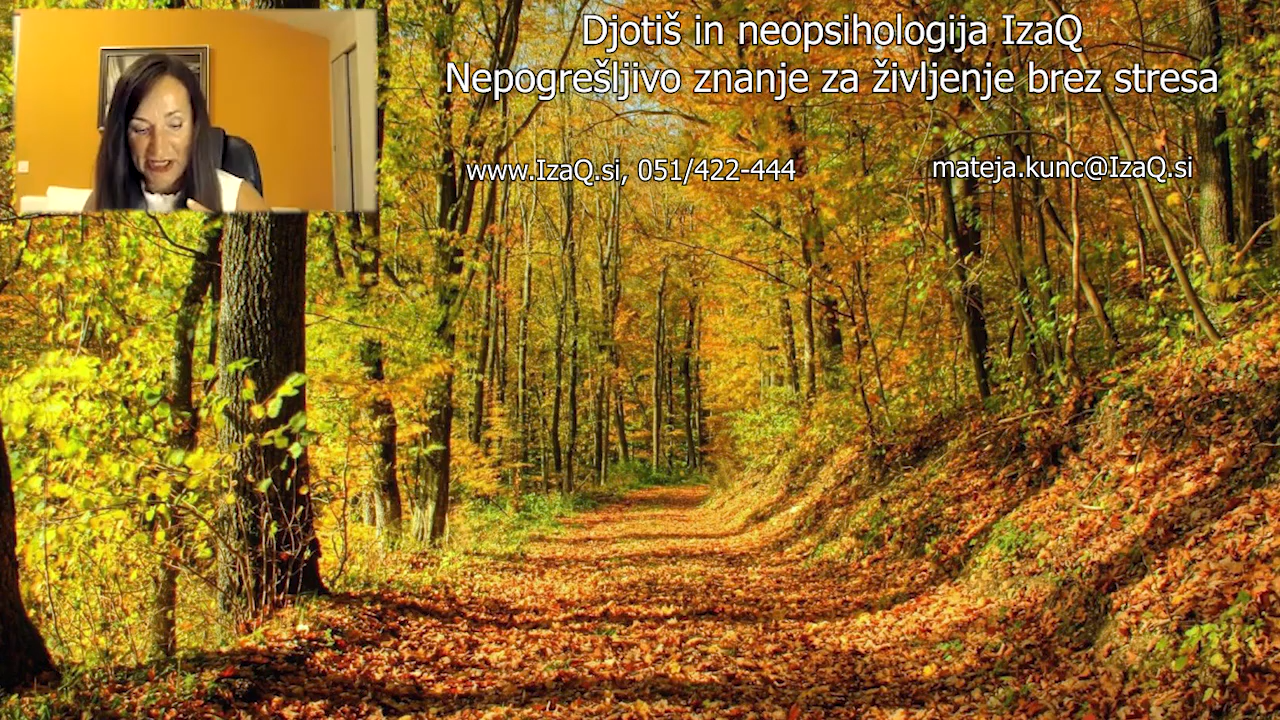 Djotiš in neopsihologija IzaQ
Nepogrešljivo znanje za življenje brez stresa
www.IzaQ.si, 051/422-444
mateja.kunc@IzaQ.si